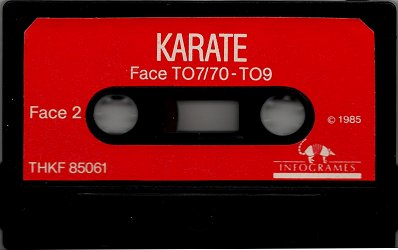 KARATE
Face TO7/70 - TO9
Face 2
© 1985
THKF 85061
INFOGRAMES